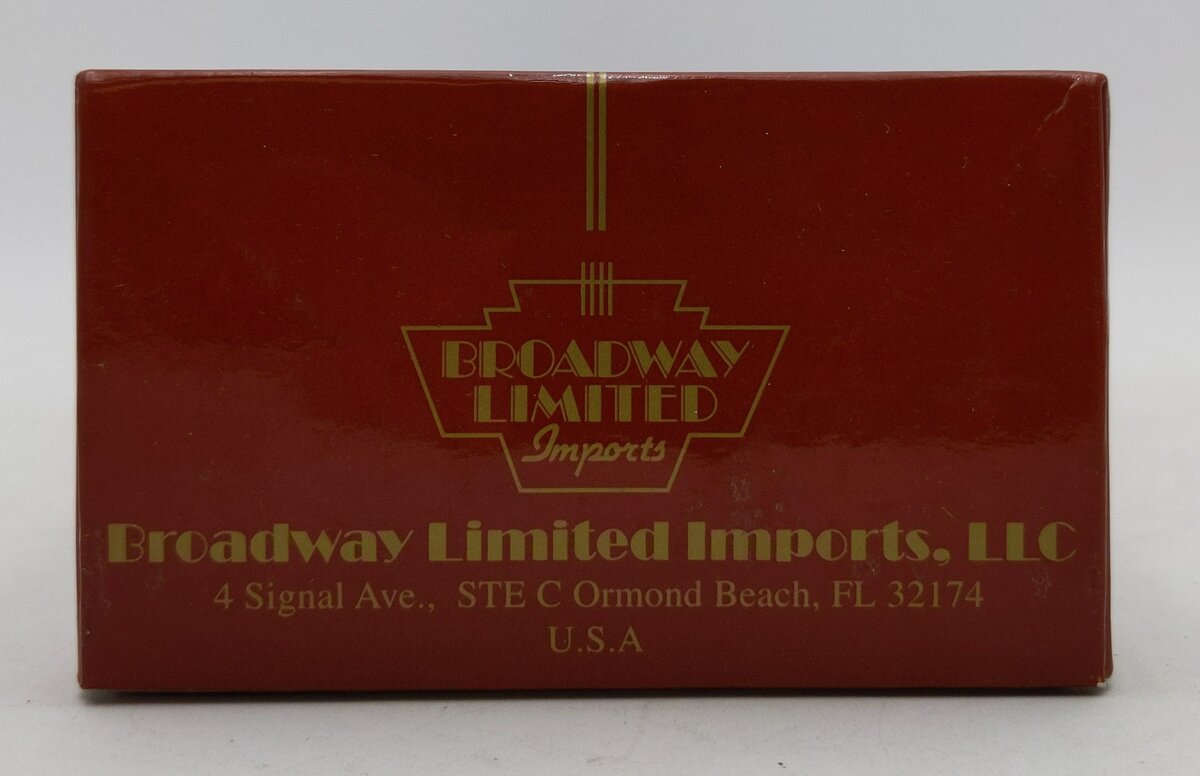 BROADWAY
LIMITED
Imports
Broadway Limited Imports, LLC
4 Signal Ave.,  STE C Ormond Beach, FL 32174
U.S.A